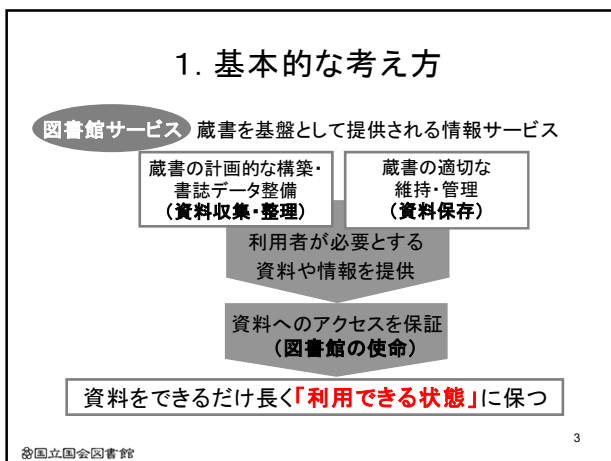 1. 基本的な考え方
図書館サービス 蔵書を基盤として提供される情報サービス
蔵書の計画的な構築・
書誌データ整備
(資料収集・整理)
蔵書の適切な
維持・管理
(資料保存)
利用者が必要とする
資料や情報を提供
資料へのアクセスを保証
(図書館の使命)
資料をできるだけ長く「利用できる状態」に保つ
3
国立国会図書館